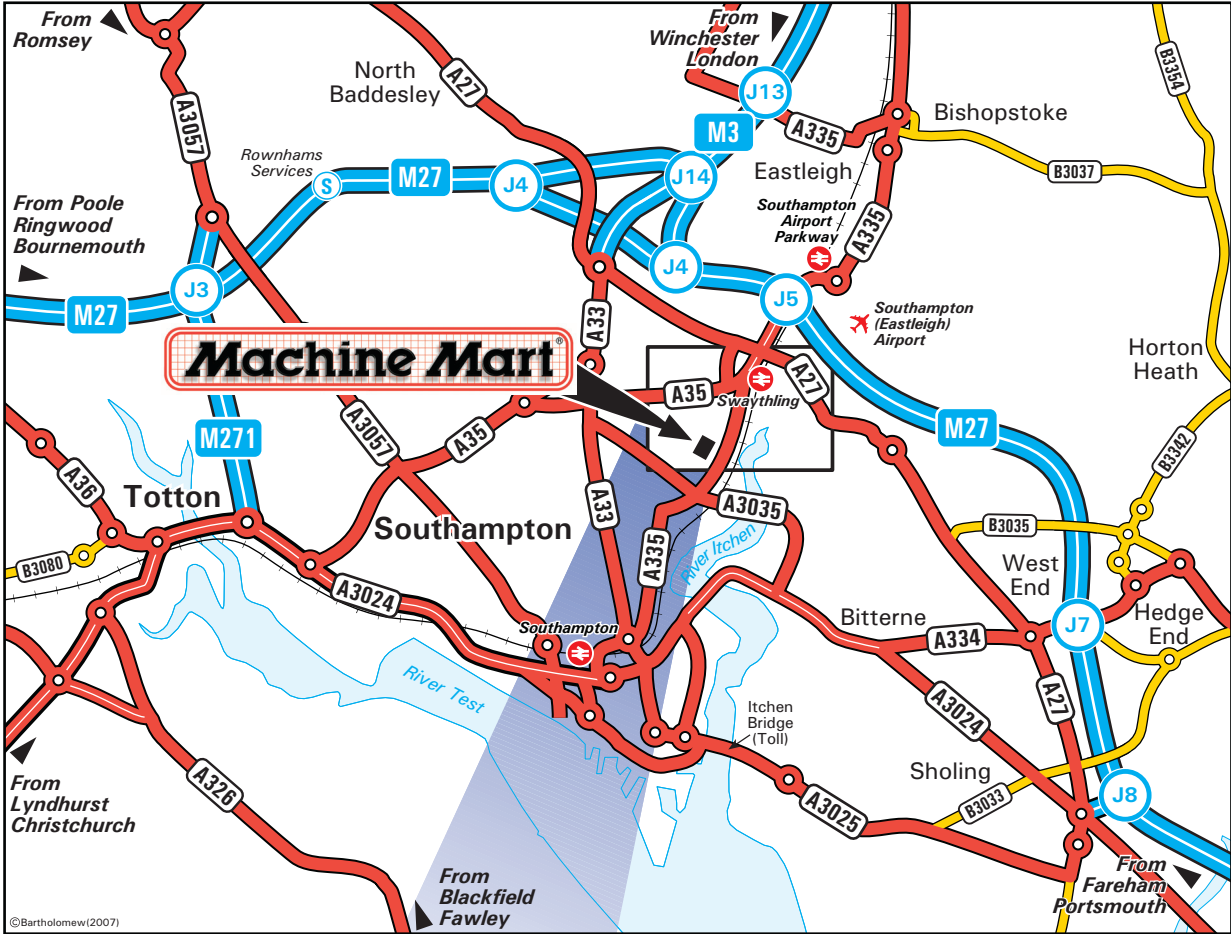 From
Romsey
North
Baddesley
A27
From
Winchester
London
J13
B3354
A3057
M3
A335
Bishopstoke
Rownhams
Services
S
M27
J4
J14
Eastleigh
B3037
From Poole
Ringwood
Bournemouth
Southampton
Airport
Parkway
A335
J3
J4
J5
M27
A33
Southampton
(Eastleigh)
Airport
Machine Mart®
Horton
Heath
A35
Swaythling
A27
M27
M271
A3057
A35
B3342
A36
Totton
Southampton
A33
A3035
B3035
A335
River Itchen
West
End
B3080
A3024
Bitterne
A334
J7
Hedge
End
Southampton
River Test
A3024
A27
Itchen
Bridge
(Toll)
Sholing
From
Lyndhurst
Christchurch
A326
A3025
B3033
J8
From
Blackfield
Fawley
From
Fareham
Portsmouth
©Bartholomew(2007)